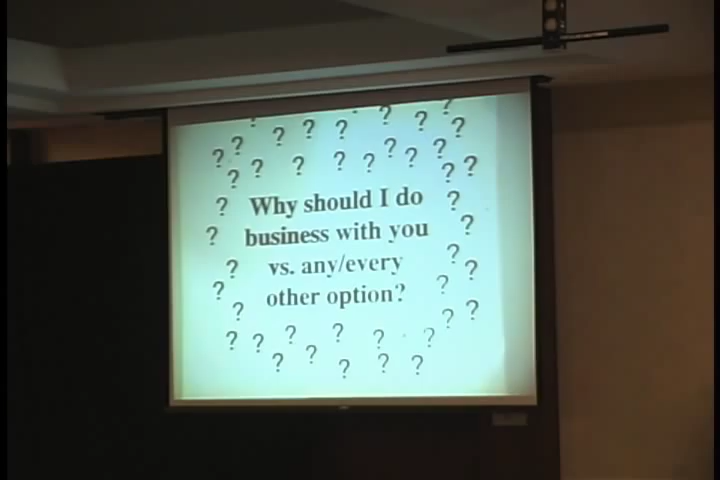 Why should I do
business with you
vs. any/every
other option?